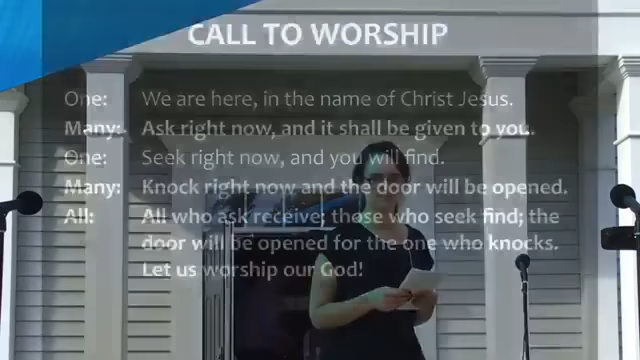 CALL TO WORSHIP
One: We are here, in the name of Christ Jesus.
Many: Ask right now, and it shall be given to you.
One: Seek right now, and you will find.
Many: Knock right now and the door will be opened.
All: All who ask receive; those who seek find; the
door will be opened for the one who knocks.
Let us worship our God!